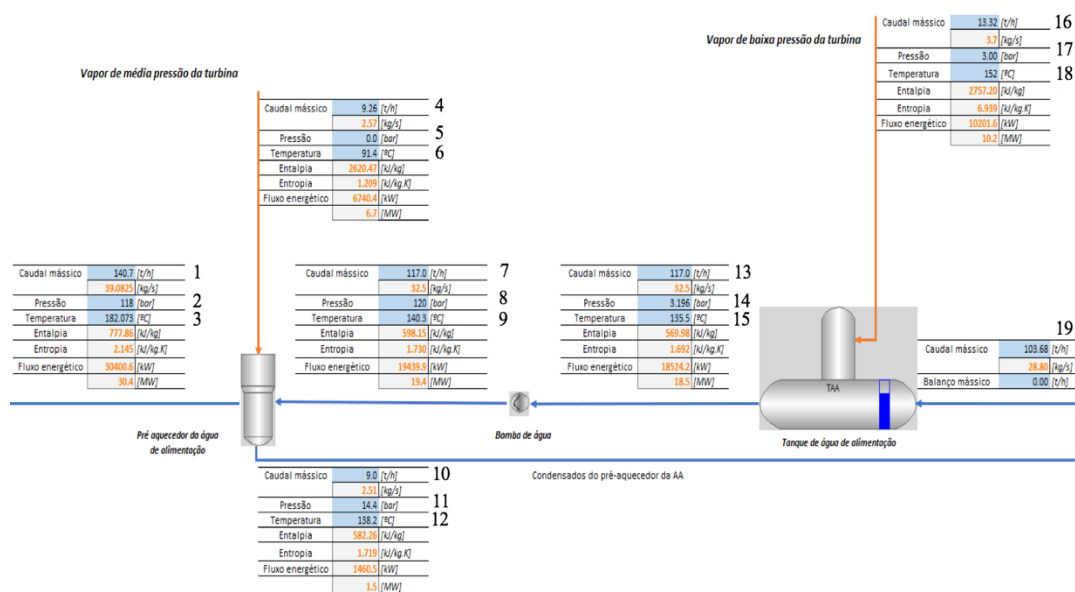 Vapor de média pressão da turbina
Caudal mássico 9.26 [t/h] 4
2.57 [kg/s]
Pressão 0.0 [bar] 5
Temperatura 91.4 [ºC] 6
Entalpia 2620.47 [kJ/kg]
Entropia 1.209 [kJ/kg.K]
Fluxo energético 6740.4 [kW]
6.7 [MW]
Vapor de baixa pressão da turbina
Caudal mássico 13.32 [t/h] 16
3.7 [kg/s]
Pressão 3.00 [bar] 17
Temperatura 152 [ºC] 18
Entalpia 2757.20 [kJ/kg]
Entropia 6.939 [kJ/kg.K]
Fluxo energético 10201.6 [kW]
10.2 [MW]
Caudal mássico 140.7 [t/h] 1
39.0825 [kg/s]
Pressão 118 [bar] 2
Temperatura 182.073 [ºC] 3
Entalpia 777.86 [kJ/kg]
Entropia 2.145 [kJ/kg.K]
Fluxo energético 30400.6 [kW]
30.4 [MW]
Caudal mássico 117.0 [t/h] 7
32.5 [kg/s]
Pressão 120 [bar] 8
Temperatura 140.3 [ºC] 9
Entalpia 598.15 [kJ/kg]
Entropia 1.730 [kJ/kg.K]
Fluxo energético 19439.9 [kW]
19.4 [MW]
Caudal mássico 117.0 [t/h] 13
32.5 [kg/s]
Pressão 3.196 [bar] 14
Temperatura 135.5 [ºC] 15
Entalpia 569.98 [kJ/kg]
Entropia 1.692 [kJ/kg.K]
Fluxo energético 18524.2 [kW]
18.5 [MW]
19
Caudal mássico 103.68 [t/h]
28.80 [kg/s]
Balanço mássico 0.00 [t/h]
TAA
Pré aquecedor da água
de alimentação
Bomba de água
Tanque de água de alimentação
Condensados do pré-aquecedor da AA
Caudal mássico 9.0 [t/h] 10
2.51 [kg/s]
Pressão 14.4 [bar] 11
Temperatura 138.2 [ºC] 12
Entalpia 582.26 [kJ/kg]
Entropia 1.719 [kJ/kg.K]
Fluxo energético 1460.5 [kW]
1.5 [MW]